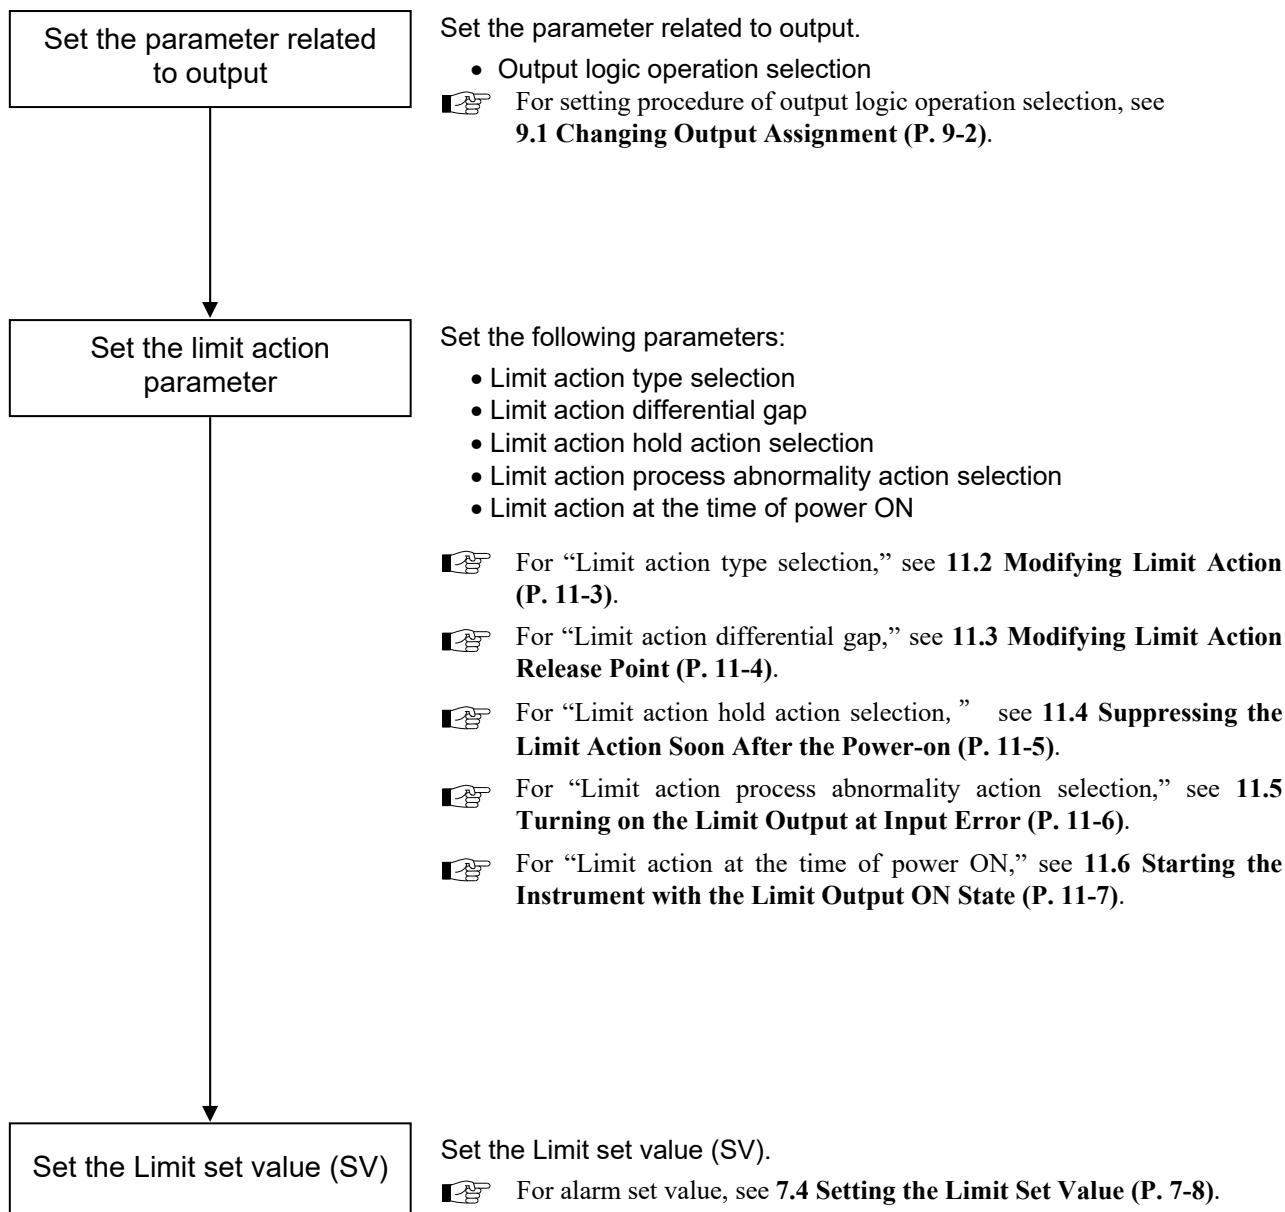 Set the parameter related
to output
Set the parameter related to output.
• Output logic operation selection
For setting procedure of output logic operation selection, see
9.1 Changing Output Assignment (P. 9-2).
Set the limit action
parameter
Set the following parameters:
• Limit action type selection
• Limit action differential gap
• Limit action hold action selection
• Limit action process abnormality action selection
• Limit action at the time of power ON
For “Limit action type selection,” see 11.2 Modifying Limit Action
(P. 11-3).
For “Limit action differential gap,” see 11.3 Modifying Limit Action
Release Point (P. 11-4).
For “Limit action hold action selection, ” see 11.4 Suppressing the
Limit Action Soon After the Power-on (P. 11-5).
For “Limit action process abnormality action selection,” see 11.5
Turning on the Limit Output at Input Error (P. 11-6).
For “Limit action at the time of power ON,” see 11.6 Starting the
Instrument with the Limit Output ON State (P. 11-7).
Set the Limit set value (SV)
Set the Limit set value (SV).
For alarm set value, see 7.4 Setting the Limit Set Value (P. 7-8).